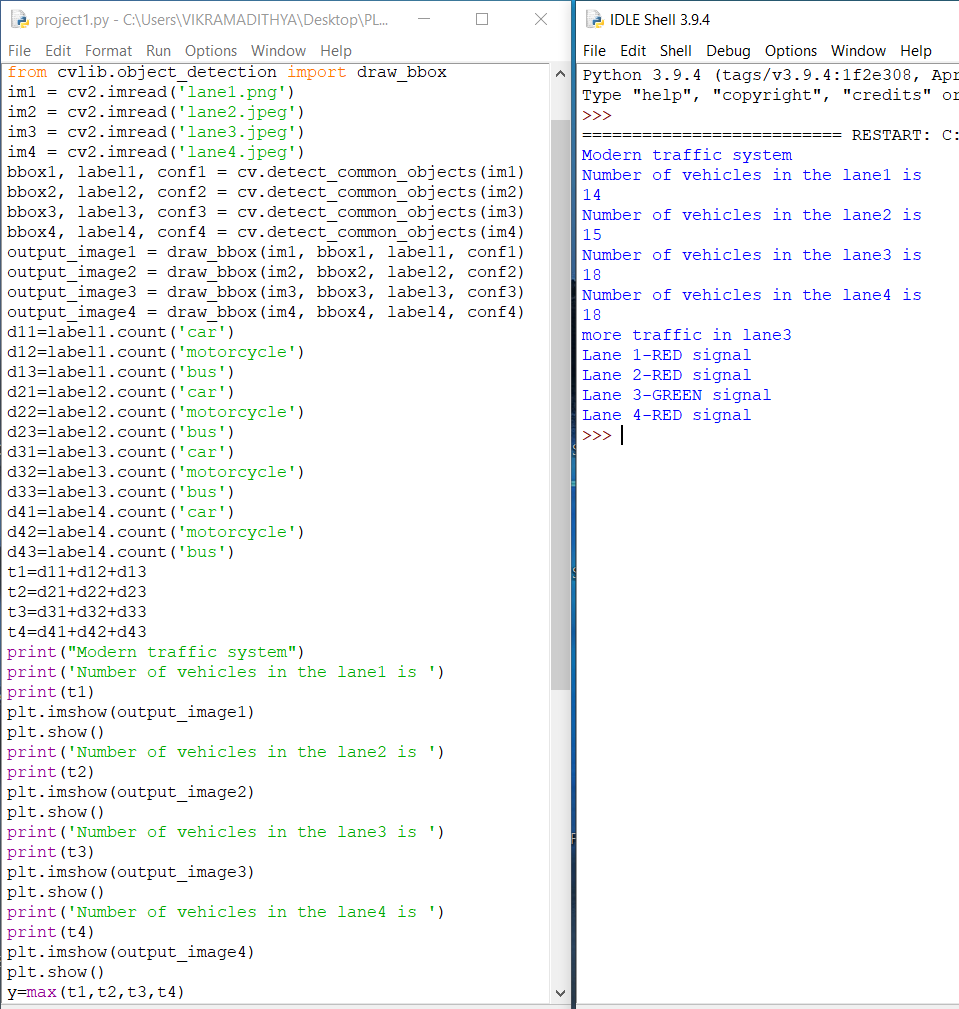 project1.py - C:\Users\VIKRAMADITHYA\Desktop\PL...
File Edit Format Run Options Window Help
from cvlib.object_detection import draw_bbox
im1 = cv2.imread('lane1.png')
im2 = cv2.imread('lane2.jpeg')
im3 = cv2.imread('lane3.jpeg')
im4 = cv2.imread('lane4.jpeg')
bbox1, label1, conf1 = cv.detect_common_objects(im1)
bbox2, label2, conf2 = cv.detect_common_objects(im2)
bbox3, label3, conf3 = cv.detect_common_objects(im3)
bbox4, label4, conf4 = cv.detect_common_objects(im4)
output_image1 = draw_bbox(im1, bbox1, label1, conf1)
output_image2 = draw_bbox(im2, bbox2, label2, conf2)
output_image3 = draw_bbox(im3, bbox3, label3, conf3)
output_image4 = draw_bbox(im4, bbox4, label4, conf4)
d11=label1.count('car')
d12=label1.count('motorcycle')
d13=label1.count('bus')
d21=label2.count('car')
d22=label2.count('motorcycle')
d23=label2.count('bus')
d31=label3.count('car')
d32=label3.count('motorcycle')
d33=label3.count('bus')
d41=label4.count('car')
d42=label4.count('motorcycle')
d43=label4.count('bus')
t1=d11+d12+d13
t2=d21+d22+d23
t3=d31+d32+d33
t4=d41+d42+d43
print("Modern traffic system")
print('Number of vehicles in the lane1 is ')
print(t1)
plt.imshow(output_image1)
plt.show()
print('Number of vehicles in the lane2 is ')
print(t2)
plt.imshow(output_image2)
plt.show()
print('Number of vehicles in the lane3 is ')
print(t3)
plt.imshow(output_image3)
plt.show()
print('Number of vehicles in the lane4 is ')
print(t4)
plt.imshow(output_image4)
plt.show()
y=max(t1,t2,t3,t4)
IDLE Shell 3.9.4
File Edit Shell Debug Options Window Help
Python 3.9.4 (tags/v3.9.4:1f2e308, Apr
Type "help", "copyright", "credits" or
>>>
========================== RESTART: C:
Modern traffic system
Number of vehicles in the lane1 is
14
Number of vehicles in the lane2 is
15
Number of vehicles in the lane3 is
18
Number of vehicles in the lane4 is
18
more traffic in lane3
Lane 1-RED signal
Lane 2-RED signal
Lane 3-GREEN signal
Lane 4-RED signal
>>>